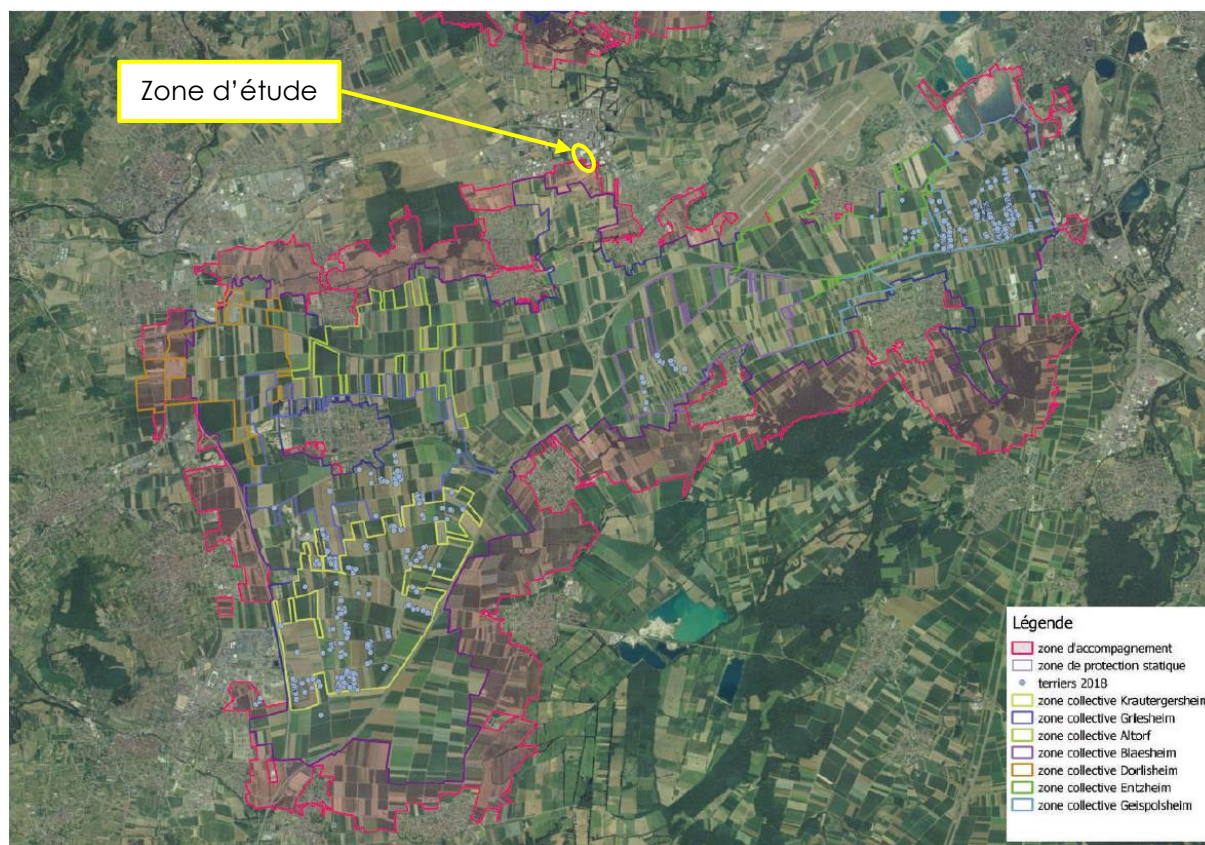 Zone d'étude
Légende
zone d'accompagnement
zone de protection statique
terriers 2018
zone collective Krautergersheim
zone collective Griesheim
zone collective Altorf
zone collective Blaesheim
zone collective Dorlisheim
zone collective Entzheim
zone collective Geispolsheim